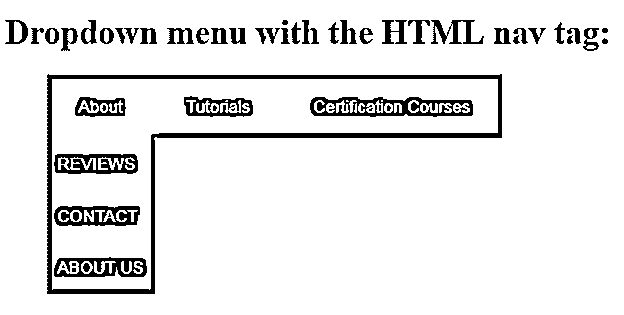 Dropdown menu with the HTML nav tag:
About Tutorials Certification Courses
REVIEWS
CONTACT
ABOUT US